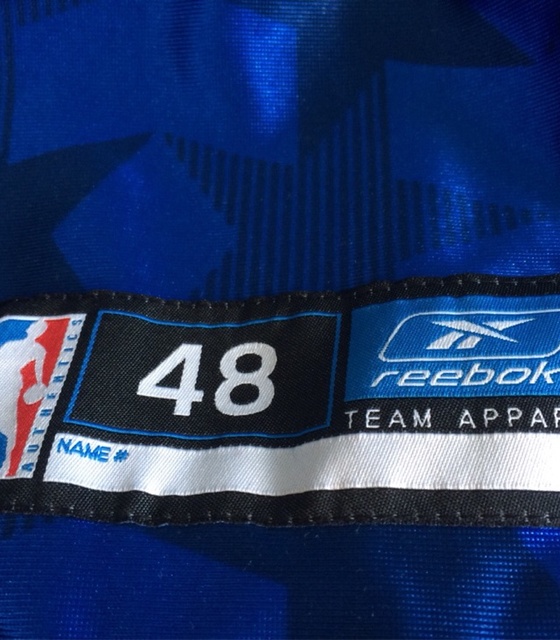 AUTHENTICS
48
reebok
TEAM APPAR
NAME #